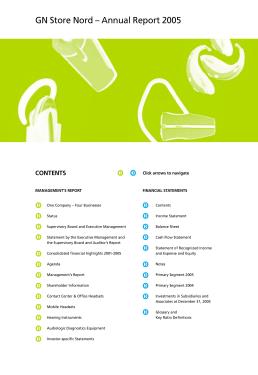 GN Store Nord – Annual Report 2005
CONTENTS
Click arrows to navigate
MANAGEMENT'S REPORT
One Company – Four Businesses
Status
Supervisory Board and Executive Management
Statement by the Executive Management and
the Supervisory Board and Auditor's Report
Consolidated Financial Highlights 2001-2005
Agenda
Management's Report
Shareholder Information
Contact Center & Office Headsets
Mobile Headsets
Hearing Instruments
Audiologic Diagnostics Equipment
Investor-specific Statements
FINANCIAL STATEMENTS
Contents
Income Statement
Balance Sheet
Cash Flow Statement
Statement of Recognized Income
and Expense and Equity
Notes
Primary Segment 2005
Primary Segment 2004
Investments in Subsidiaries and
Associates at December 31, 2005
Glossary and
Key Ratio Definitions